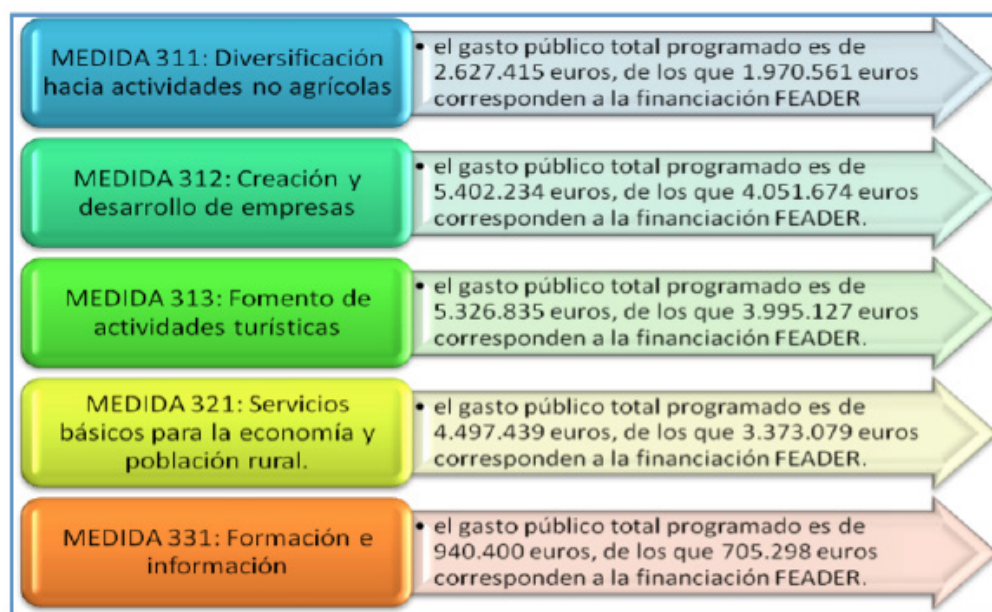 MEDIDA 311: Diversificación
hacia actividades no agrícolas
• el gasto público total programado es de
2.627.415 euros, de los que 1.970.561 euros
corresponden a la financiación FEADER
MEDIDA 312: Creación y
desarrollo de empresas
• el gasto público total programado es de
5.402.234 euros, de los que 4.051.674 euros
corresponden a la financiación FEADER.
MEDIDA 313: Fomento de
actividades turísticas
• el gasto público total programado es de
5.326.835 euros, de los que 3.995.127 euros
corresponden a la financiación FEADER.
MEDIDA 321: Servicios
básicos para la economía y
población rural.
• el gasto público total programado es de
4.497.439 euros, de los que 3.373.079 euros
corresponden a la financiación FEADER.
MEDIDA 331: Formación e
información
• el gasto público total programado es de
940.400 euros, de los que 705.298 euros
corresponden a la financiación FEADER.